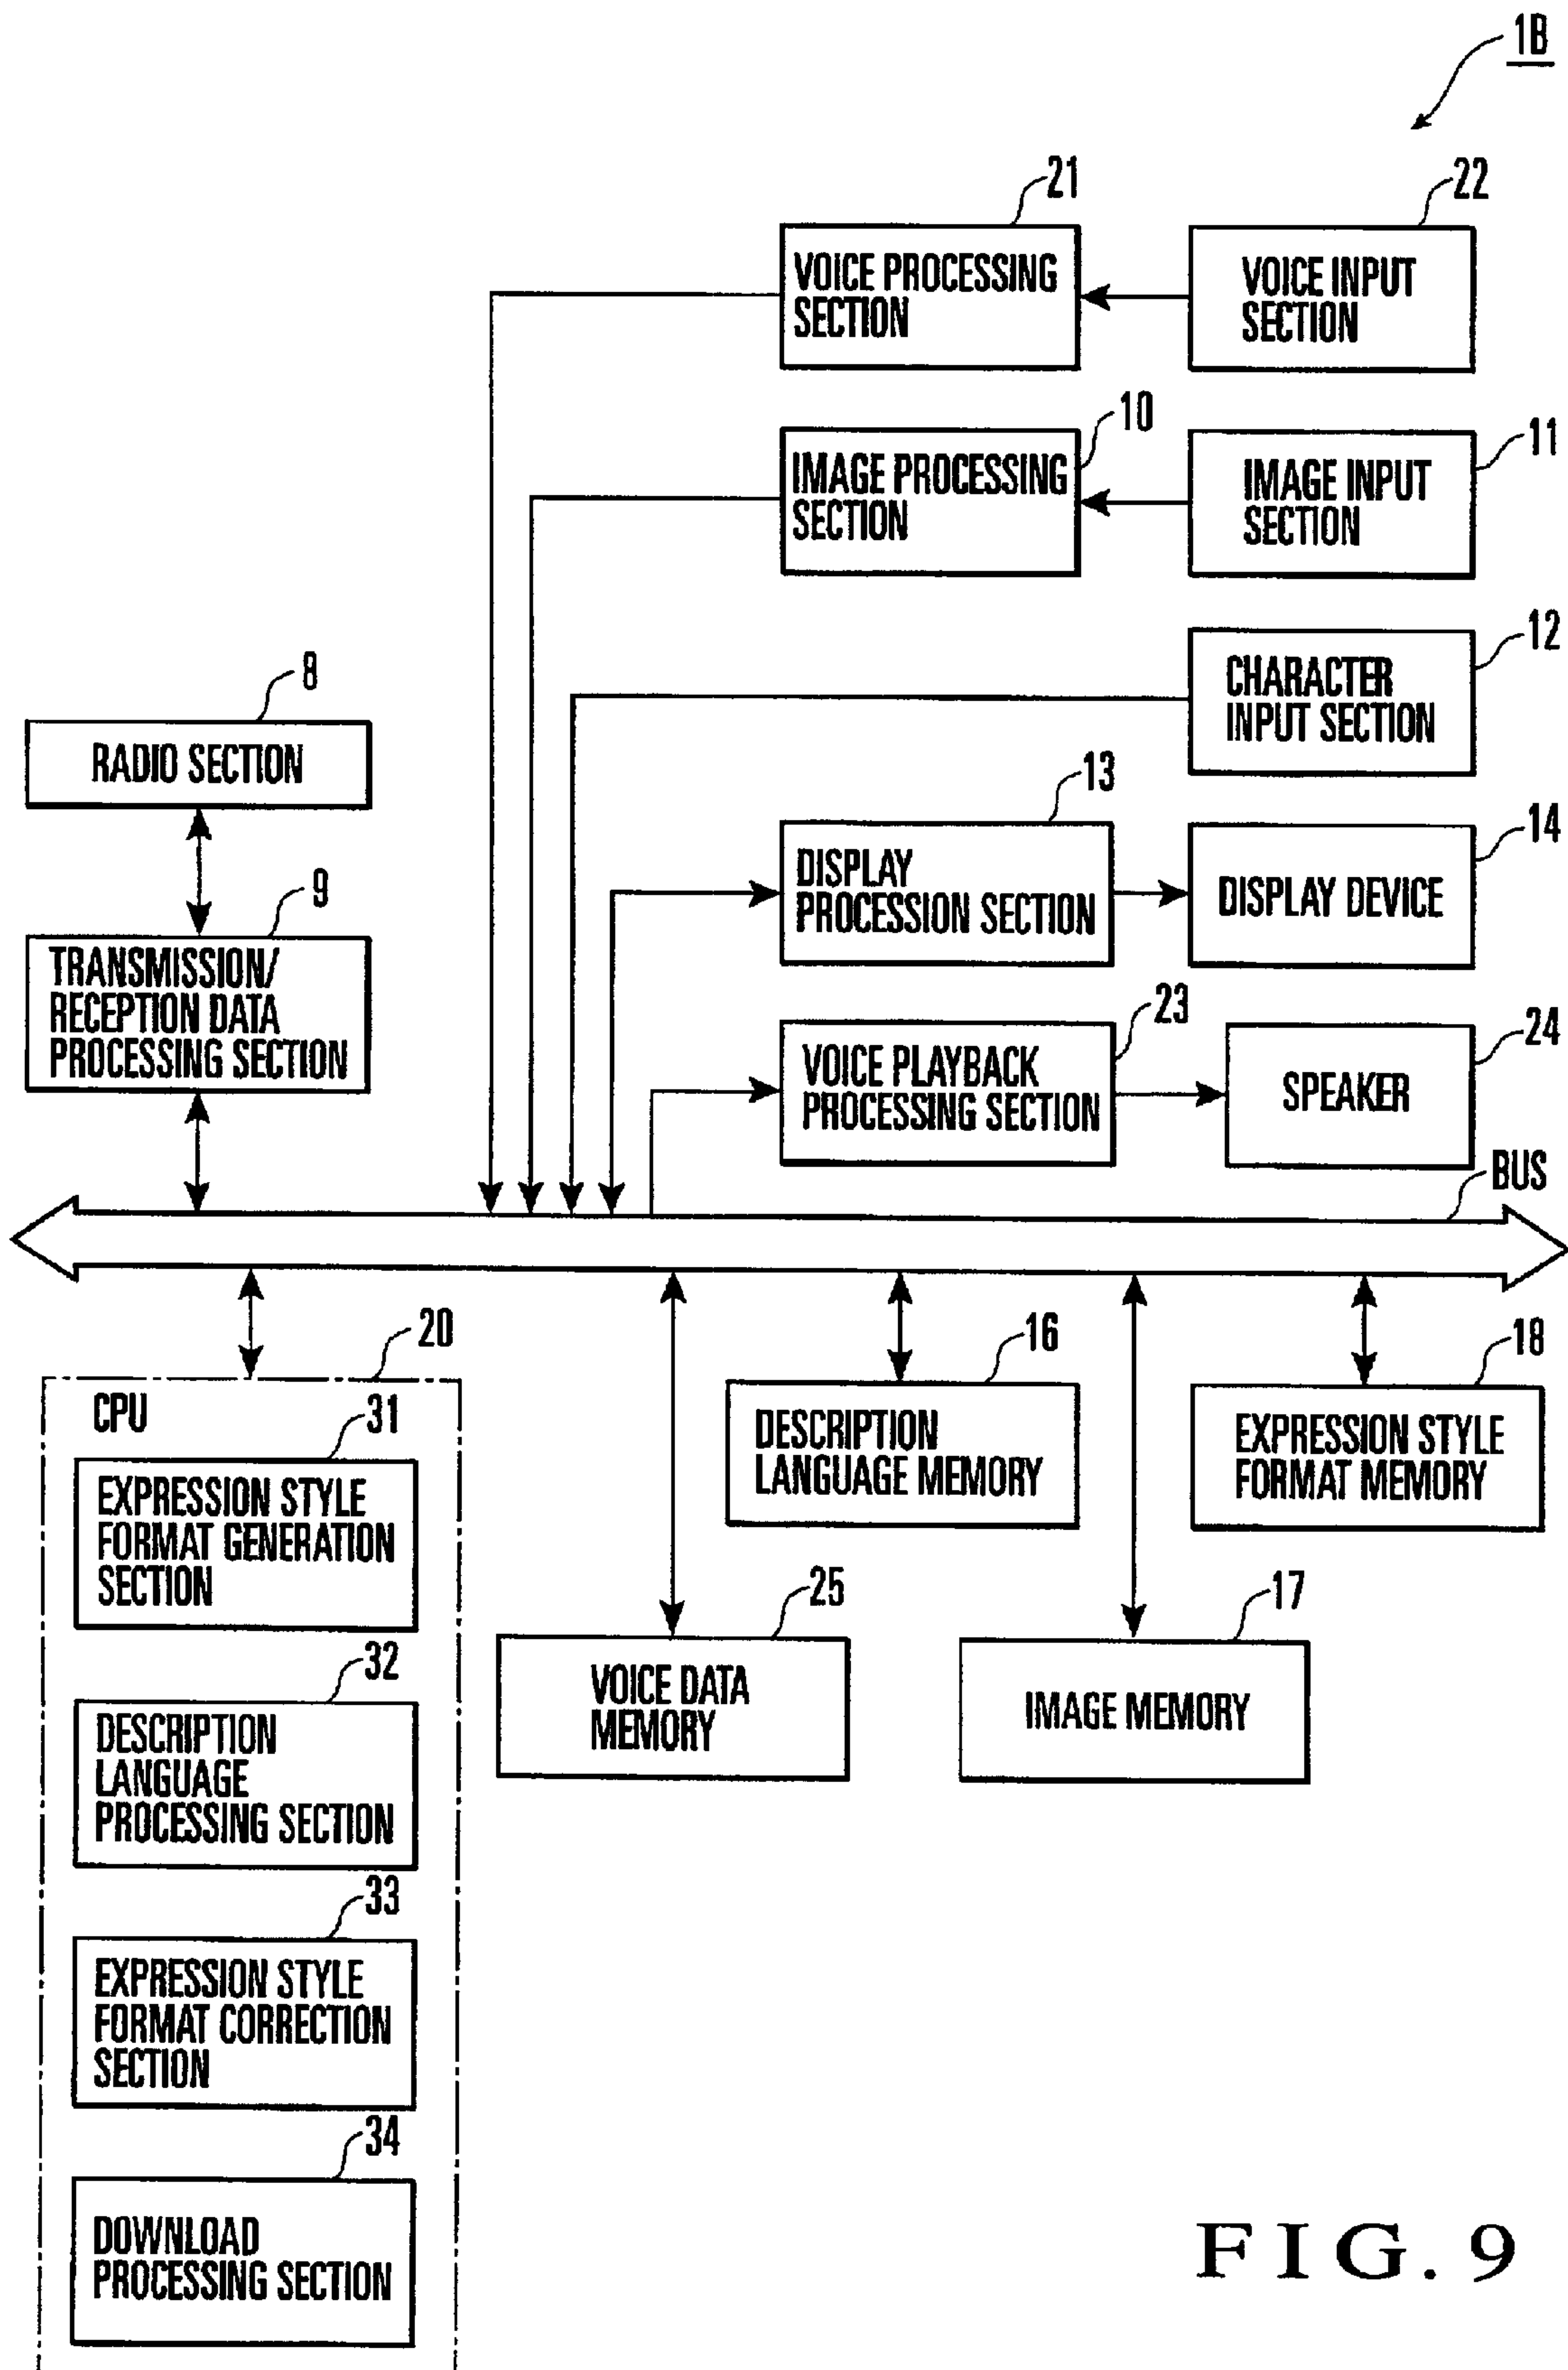 1B
21
22
VOICE PROCESSING
SECTION
VOICE INPUT
SECTION
10
11
IMAGE PROCESSING
SECTION
IMAGE INPUT
SECTION
12
CHARACTER
INPUT SECTION
8
RADIO SECTION
13
14
DISPLAY
PROCESSION SECTION
DISPLAY DEVICE
9
TRANSMISSION/
RECEPTION DATA
PROCESSING SECTION
23
24
VOICE PLAYBACK
PROCESSING SECTION
SPEAKER
BUS
20
CPU
16
18
DESCRIPTION
LANGUAGE MEMORY
EXPRESSION STYLE
FORMAT MEMORY
31
EXPRESSION STYLE
FORMAT GENERATION
SECTION
25
17
VOICE DATA
MEMORY
IMAGE MEMORY
32
DESCRIPTION
LANGUAGE
PROCESSING SECTION
33
EXPRESSION STYLE
FORMAT CORRECTION
SECTION
34
DOWNLOAD
PROCESSING SECTION
FIG. 9